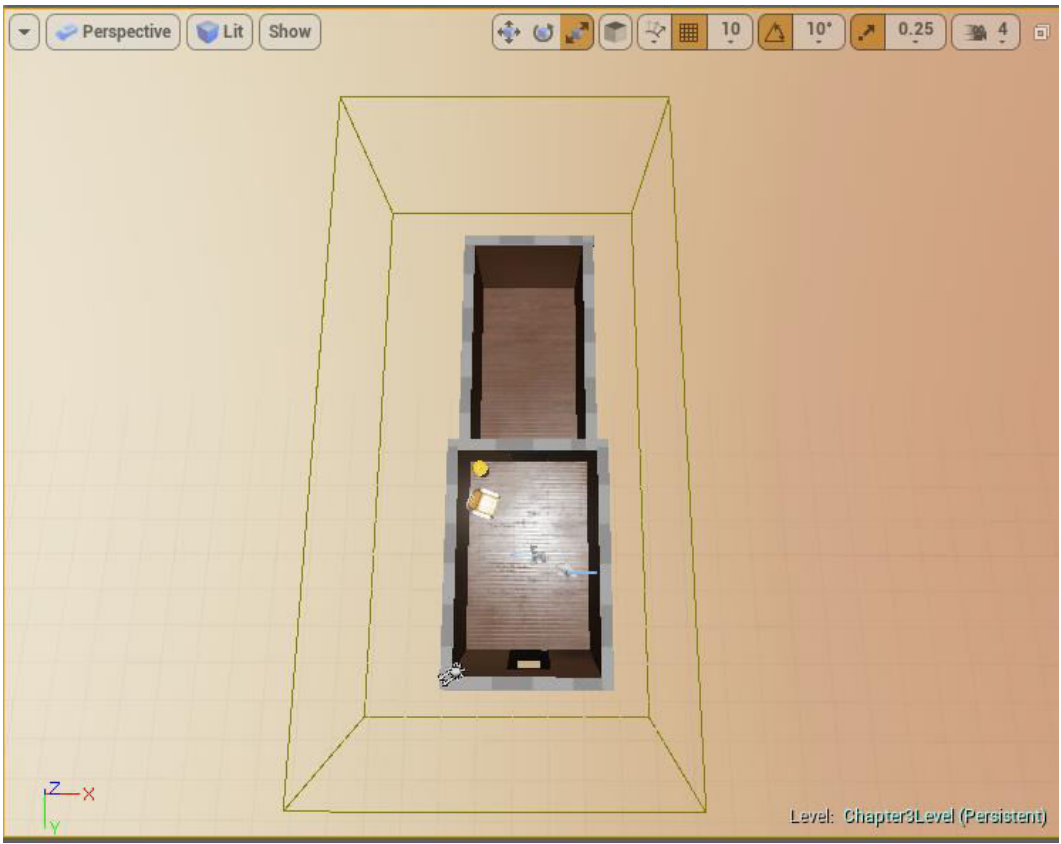 Perspective Lit Show 10 10° 0.25 4
Z X
Y
Level: Chapter3Level (Persistent)